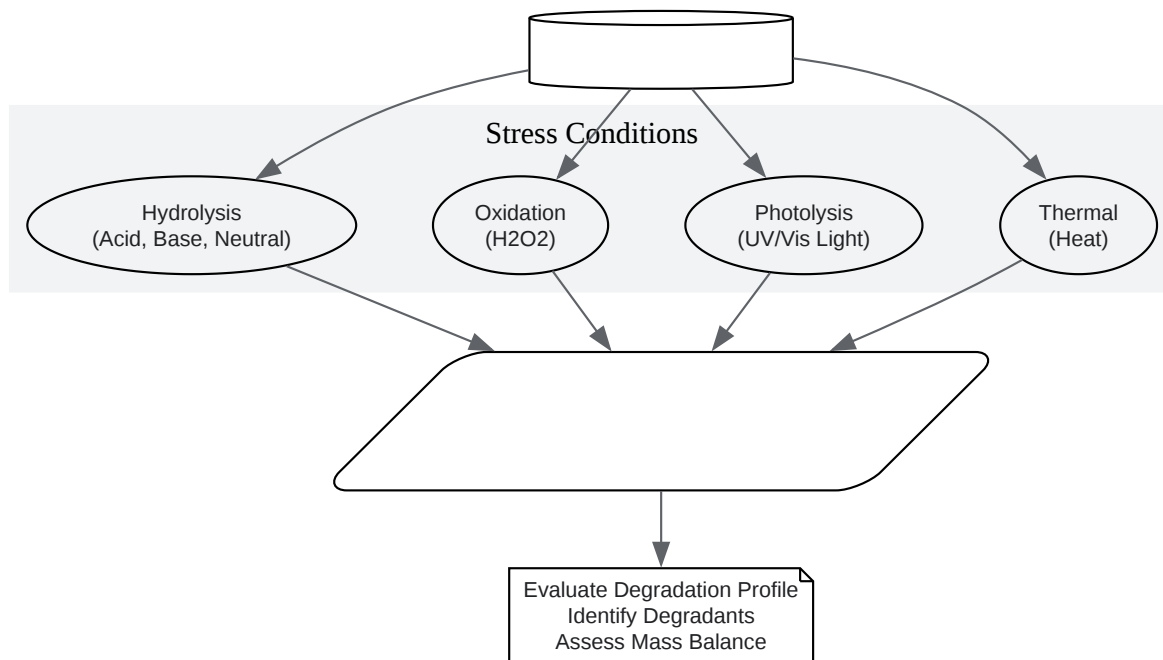 Stress Conditions
Hydrolysis
(Acid, Base, Neutral)
Oxidation
(H2O2)
Photolysis
(UV/Vis Light)
Thermal
(Heat)
Evaluate Degradation Profile
Identify Degradants
Assess Mass Balance